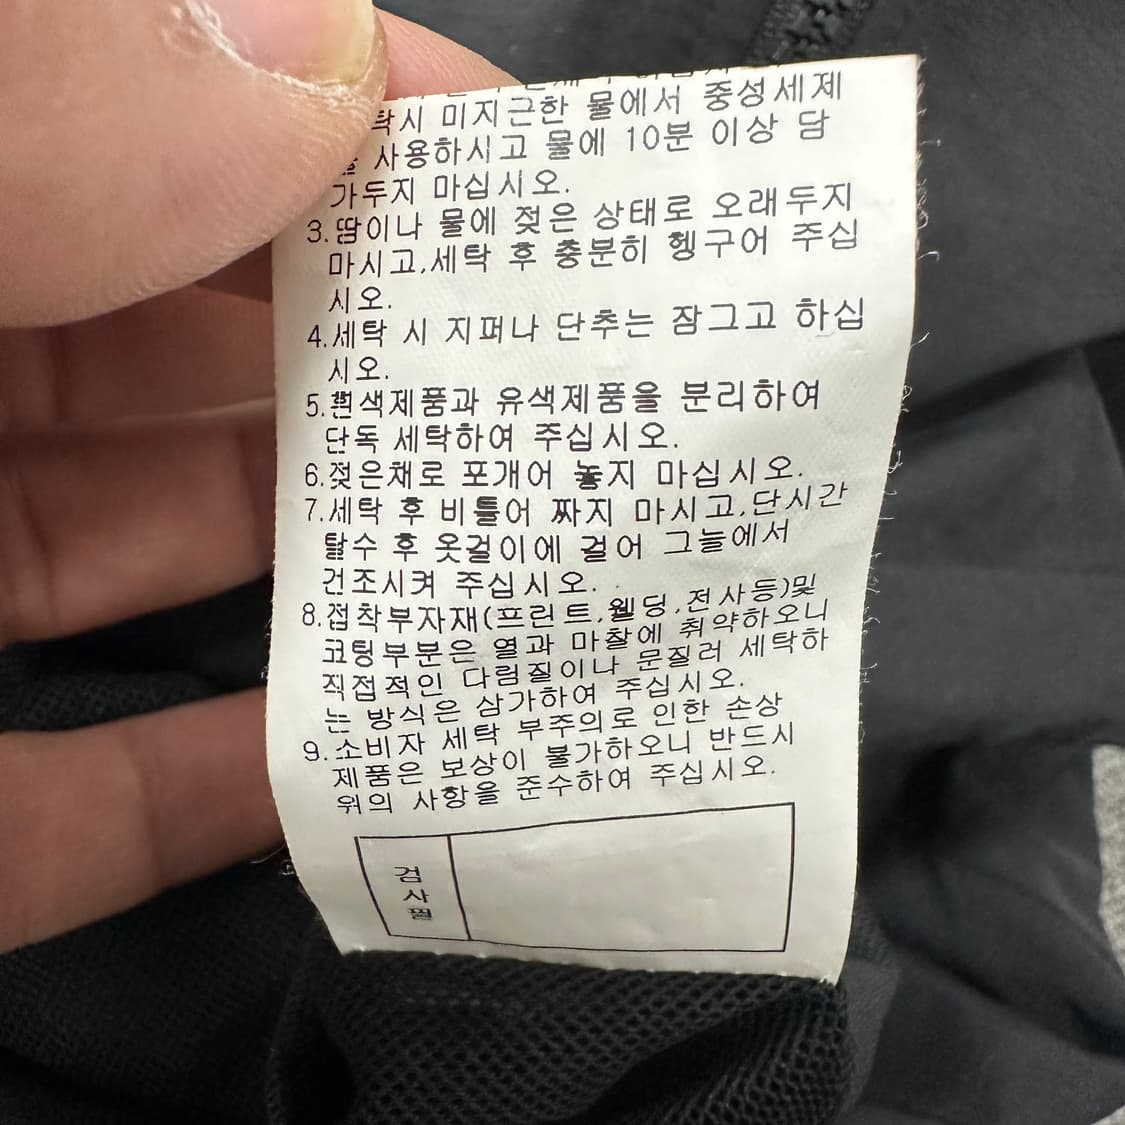 탁시 미지근한 물에서 중성세제
사용하시고 물에 10분 이상 담
가두지 마십시오.
3.땀이나 물에 젖은 상태로 오래두지
마시고,세탁 후 충분히 헹구어 주십
시오.
4.세탁 시 지퍼나 단추는 잠그고 하십
시오.
5.흰색제품과 유색제품을 분리하여
단독 세탁하여 주십시오.
6.젖은채로 포개어 놓지 마십시오.
7.세탁 후 비틀어 짜지 마시고,단시간
탈수 후 옷걸이에 걸어 그늘에서
건조시켜 주십시오.
8.접착부자재(프린트,웰딩,전사등)및
코팅부분은 열과 마찰에 취약하오니
직접적인 다림질이나 문질러 세탁하
는 방식은 삼가하여 주십시오.
9.소비자 세탁 부주의로 인한 손상
제품은 보상이 불가하오니 반드시
위의 사항을 준수하여 주십시오.
검
사
필